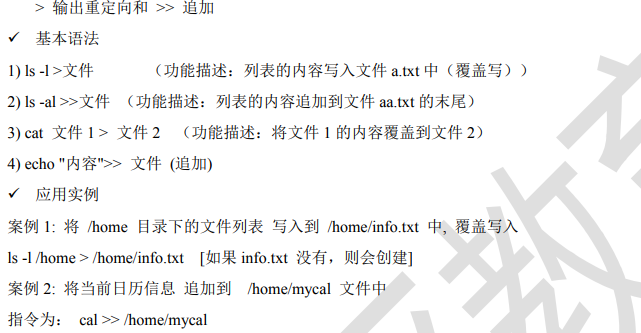 > 输出重定向和 >> 追加
✓ 基本语法
1) ls -l >文件 （功能描述：列表的内容写入文件 a.txt 中（覆盖写））
2) ls -al >>文件 （功能描述：列表的内容追加到文件 aa.txt 的末尾）
3) cat 文件 1 > 文件 2 （功能描述：将文件 1 的内容覆盖到文件 2）
4) echo "内容">> 文件 (追加)
✓ 应用实例
案例 1: 将 /home 目录下的文件列表 写入到 /home/info.txt 中, 覆盖写入
ls -l /home > /home/info.txt [如果 info.txt 没有，则会创建]
案例 2: 将当前日历信息 追加到 /home/mycal 文件中
指令为： cal >> /home/mycal